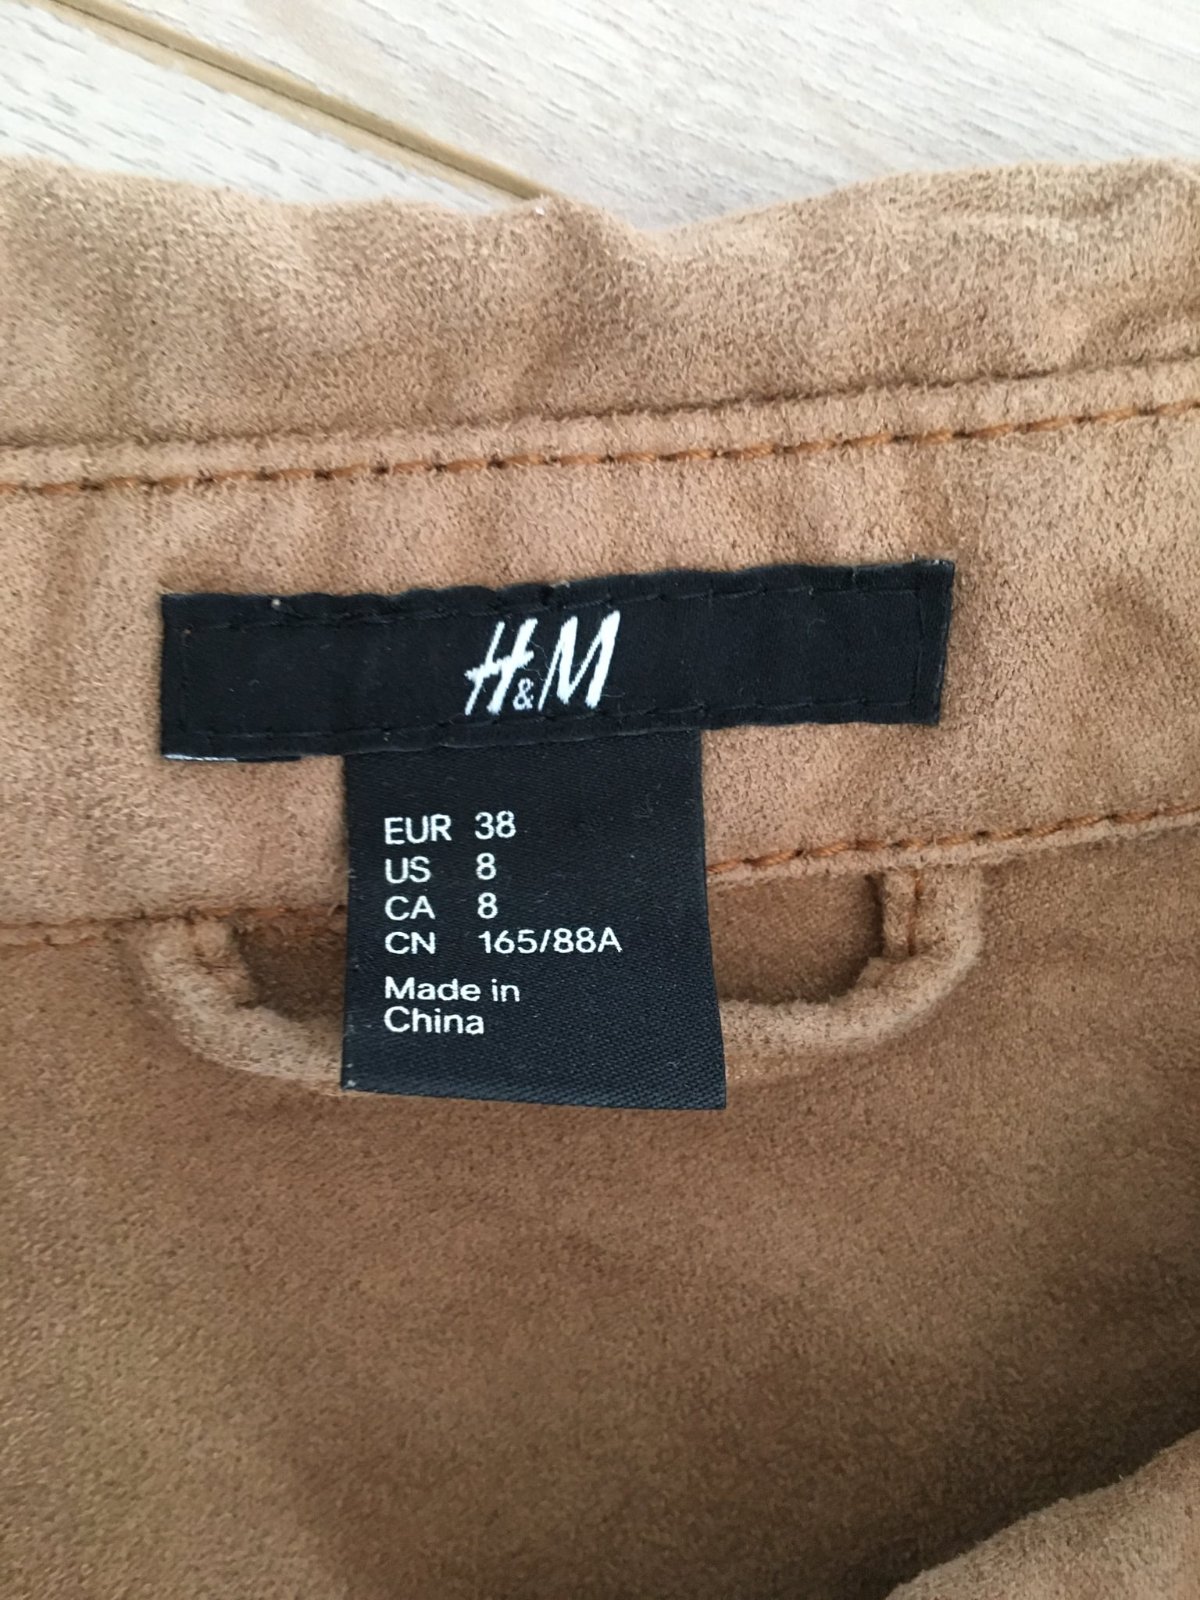 H&M
EUR 38
US 8
CA 8
CN 165/88A
Made in
China